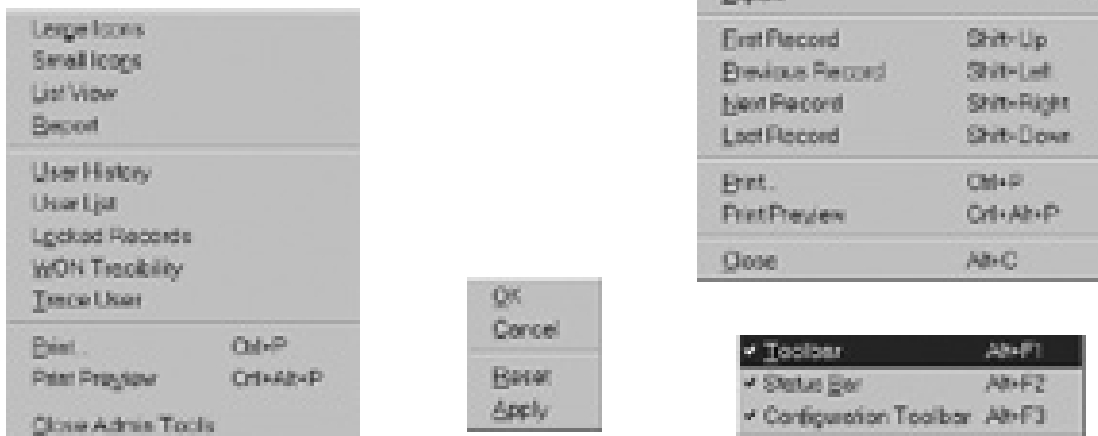 Large Icons
Small Icons
List View
Report
User History
User List
Locked Records
WON Tracibility
Trace User
Print... Ctrl+P
Print Preview Crtl+Alt+P
Close Admin Tools
OK
Cancel
Reset
Apply
First Record Shift+Up
Previous Record Shift+Left
Next Record Shift+Right
Last Record Shift+Down
Print... Ctrl+P
Print Preview Crtl+Alt+P
Close Alt+C
Toolbar Alt+F1
Status Bar Alt+F2
Configuration Toolbar Alt+F3